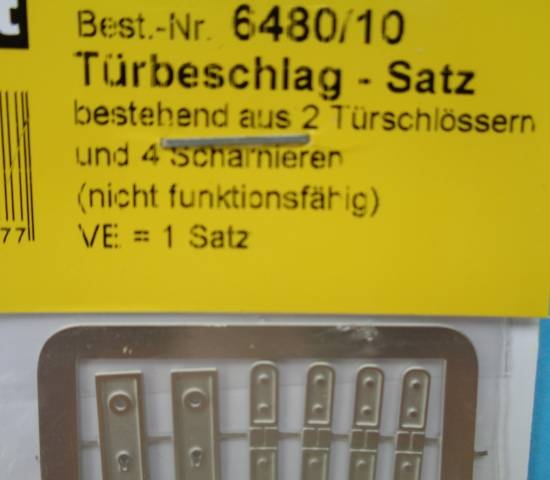 t
Best.-Nr. 6480/10
Türbeschlag - Satz
bestehend aus 2 Türschlössern
und 4 Scharnieren
(nicht funktionsfähig)
VE = 1 Satz
77